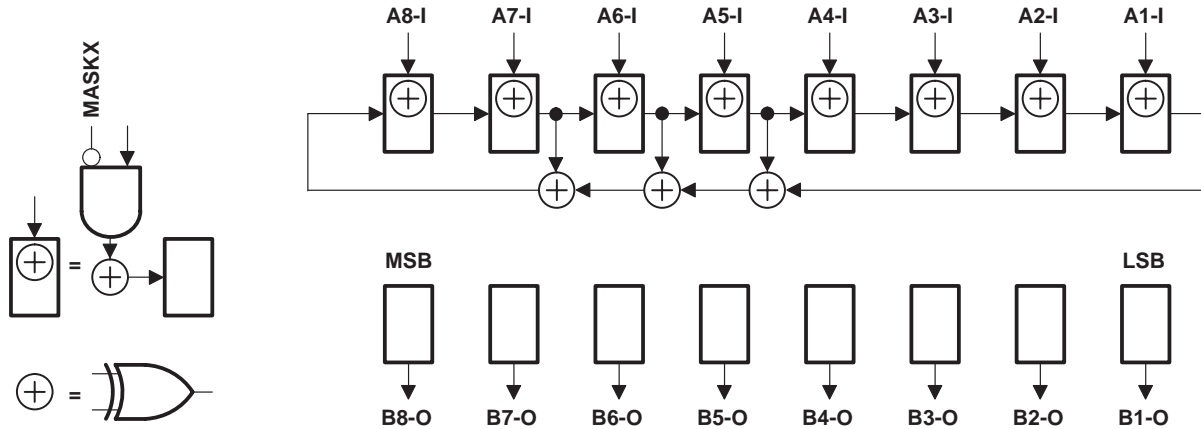 A8-I A7-I A6-I A5-I A4-I A3-I A2-I A1-I
MASKX
=
MSB LSB
=
B8-O B7-O B6-O B5-O B4-O B3-O B2-O B1-O